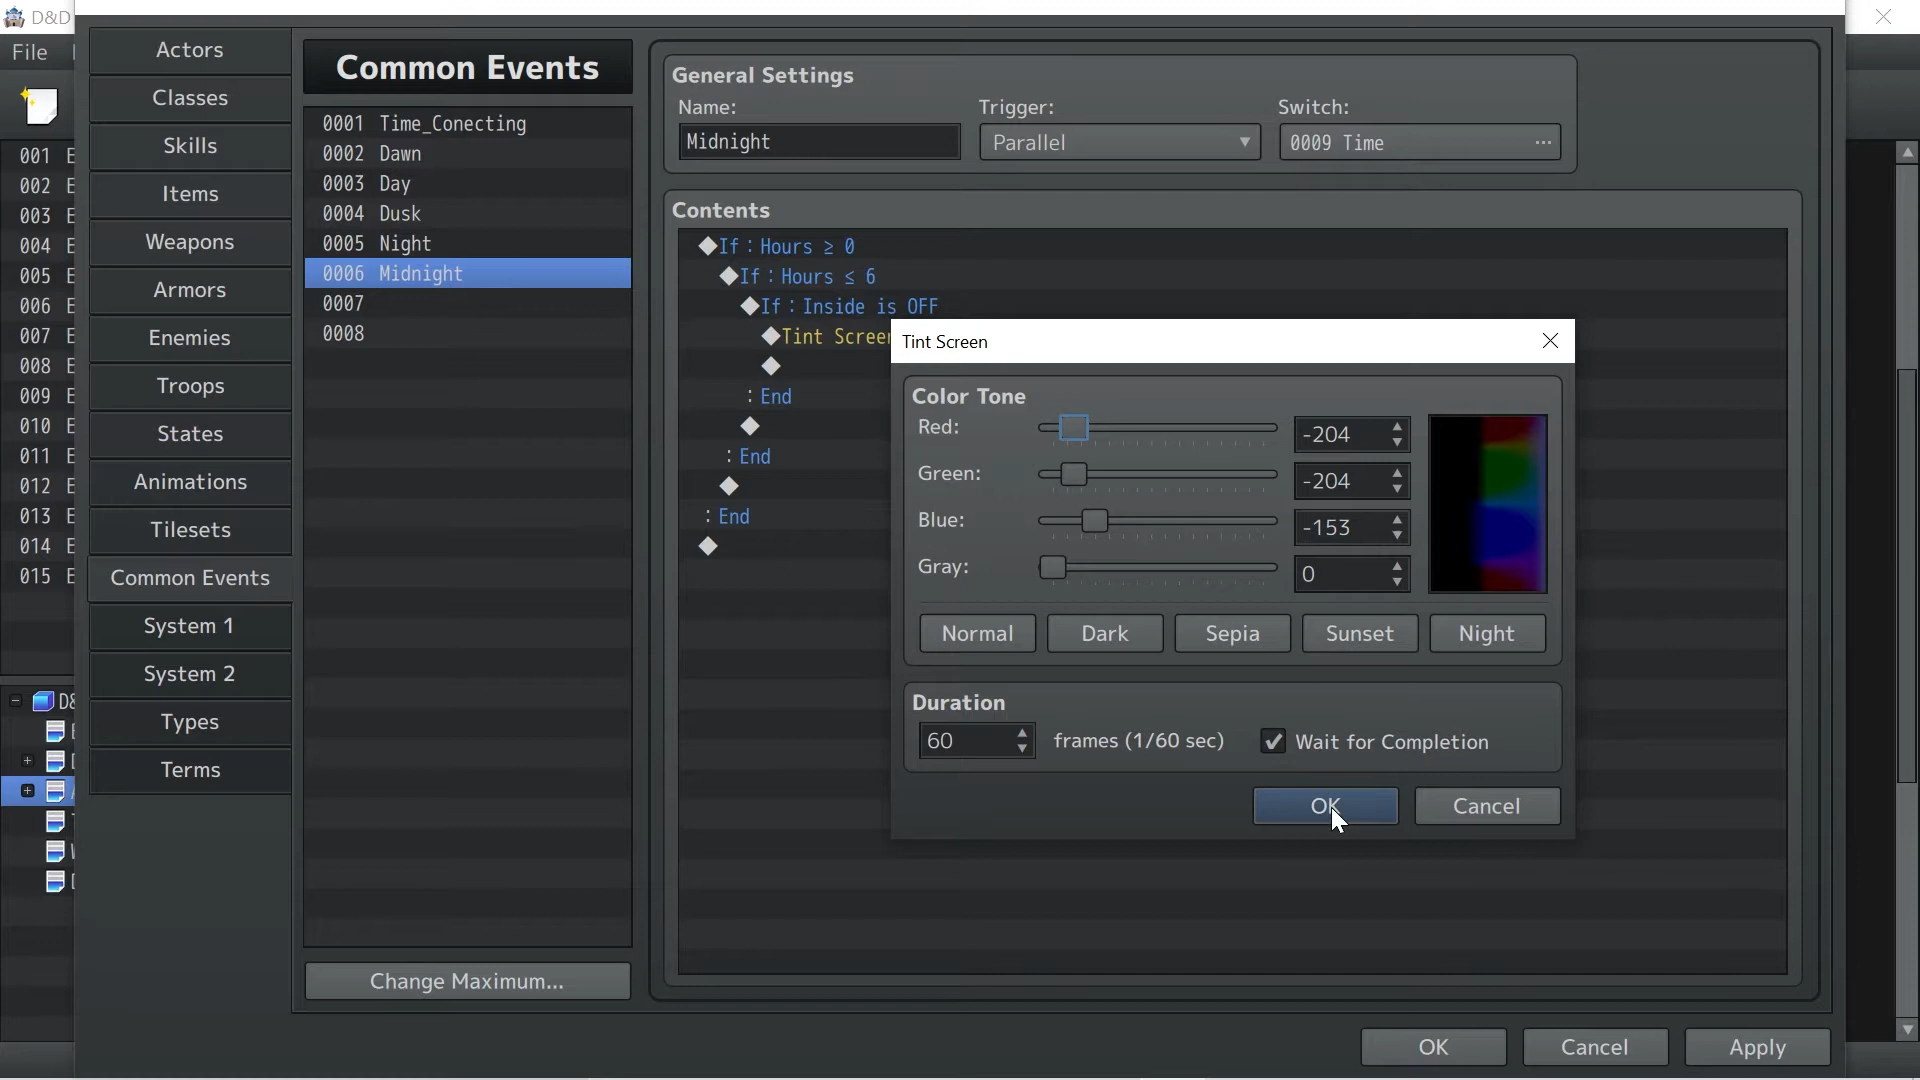 D&D
File
Actors
Classes
Skills
Items
Weapons
Armors
Enemies
Troops
States
Animations
Tilesets
Common Events
System 1
System 2
Types
Terms
001 E
002 E
003 E
004 E
005 E
006 E
007 E
008 E
009 E
010 E
011 E
012 E
013 E
014 E
015 E
Common Events
0001 Time_Conecting
0002 Dawn
0003 Day
0004 Dusk
0005 Night
0006 Midnight
0007
0008
Change Maximum...
General Settings
Name: Trigger: Switch:
Midnight Parallel 0009 Time ...
Contents
◆If : Hours ≥ 0
◆If : Hours ≤ 6
◆If : Inside is OFF
◆Tint Screen
◆
: End
◆
: End
◆
: End
◆
Tint Screen
Color Tone
Red: -204
Green: -204
Blue: -153
Gray: 0
Normal Dark Sepia Sunset Night
Duration
60 frames (1/60 sec) Wait for Completion
OK Cancel
OK Cancel Apply